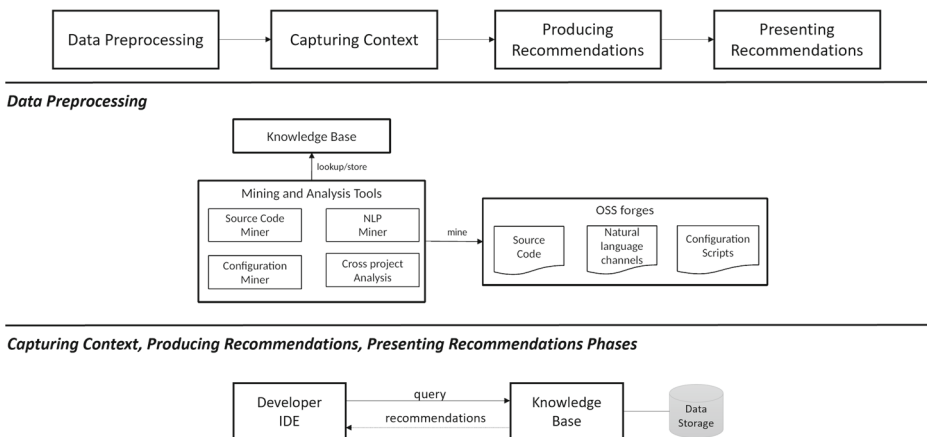 Data Preprocessing
Capturing Context
Producing
Recommendations
Presenting
Recommendations
Data Preprocessing
Knowledge Base
lookup/store
Mining and Analysis Tools
Source Code
Miner
NLP
Miner
Configuration
Miner
Cross project
Analysis
mine
OSS forges
Source
Code
Natural
language
channels
Configuration
Scripts
Capturing Context, Producing Recommendations, Presenting Recommendations Phases
Developer
IDE
query
recommendations
Knowledge
Base
Data
Storage